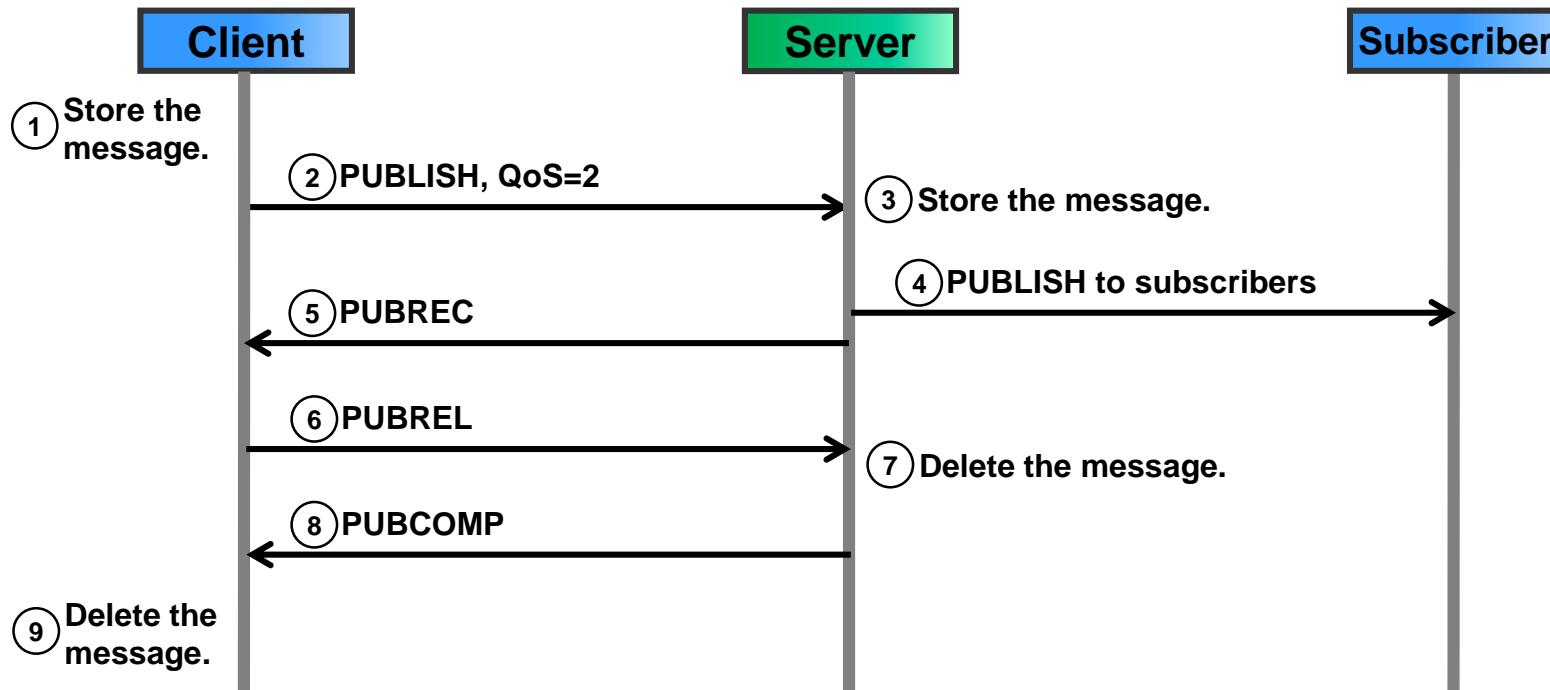 Client
Server
Subscriber
1 Store the
message.
2 PUBLISH, QoS=2
3 Store the message.
4 PUBLISH to subscribers
5 PUBREC
6 PUBREL
7 Delete the message.
8 PUBCOMP
9 Delete the
message.